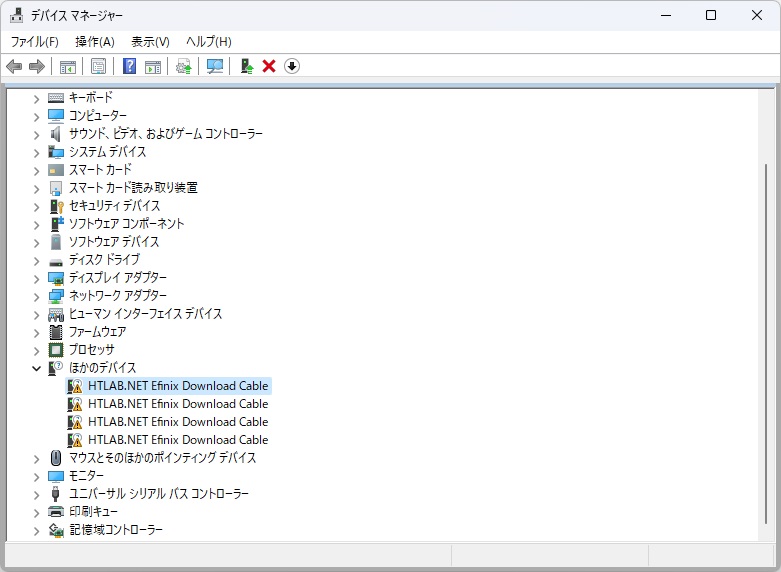 デバイス マネージャー
ファイル(F) 操作(A) 表示(V) ヘルプ(H)
キーボード
コンピューター
サウンド、ビデオ、およびゲーム コントローラー
システム デバイス
スマート カード
スマート カード読み取り装置
セキュリティ デバイス
ソフトウェア コンポーネント
ソフトウェア デバイス
ディスク ドライブ
ディスプレイ アダプター
ネットワーク アダプター
ヒューマン インターフェイス デバイス
ファームウェア
プロセッサ
ほかのデバイス
HTLAB.NET Efinix Download Cable
HTLAB.NET Efinix Download Cable
HTLAB.NET Efinix Download Cable
HTLAB.NET Efinix Download Cable
マウスとそのほかのポインティング デバイス
モニター
ユニバーサル シリアル バス コントローラー
印刷キュー
記憶域コントローラー